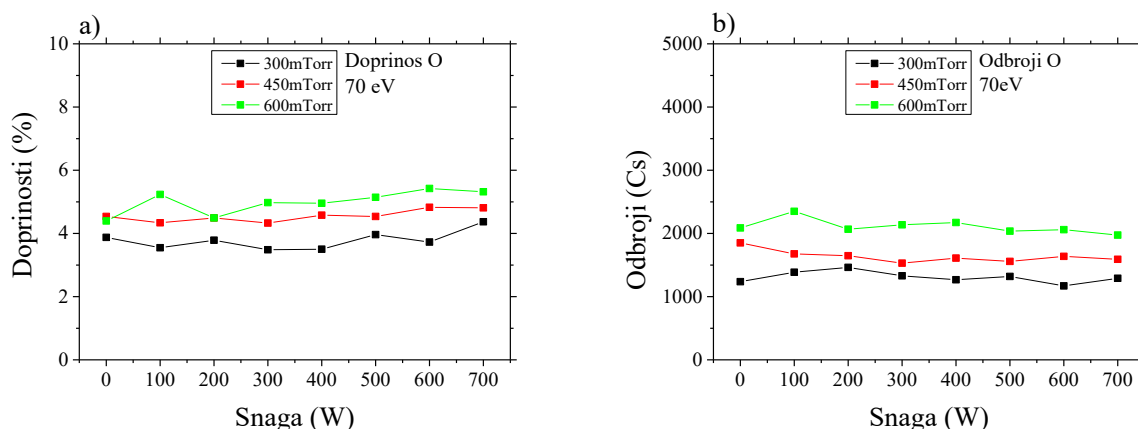 a)
Doprinosti (%)
10
8
6
4
2
0
300mTorr
450mTorr
600mTorr
Doprinos O
70 eV
0 100 200 300 400 500 600 700
Snaga (W)
b)
Odbroji (Cs)
5000
4000
3000
2000
1000
0
300mTorr
450mTorr
600mTorr
Odbroji O
70eV
0 100 200 300 400 500 600 700
Snaga (W)